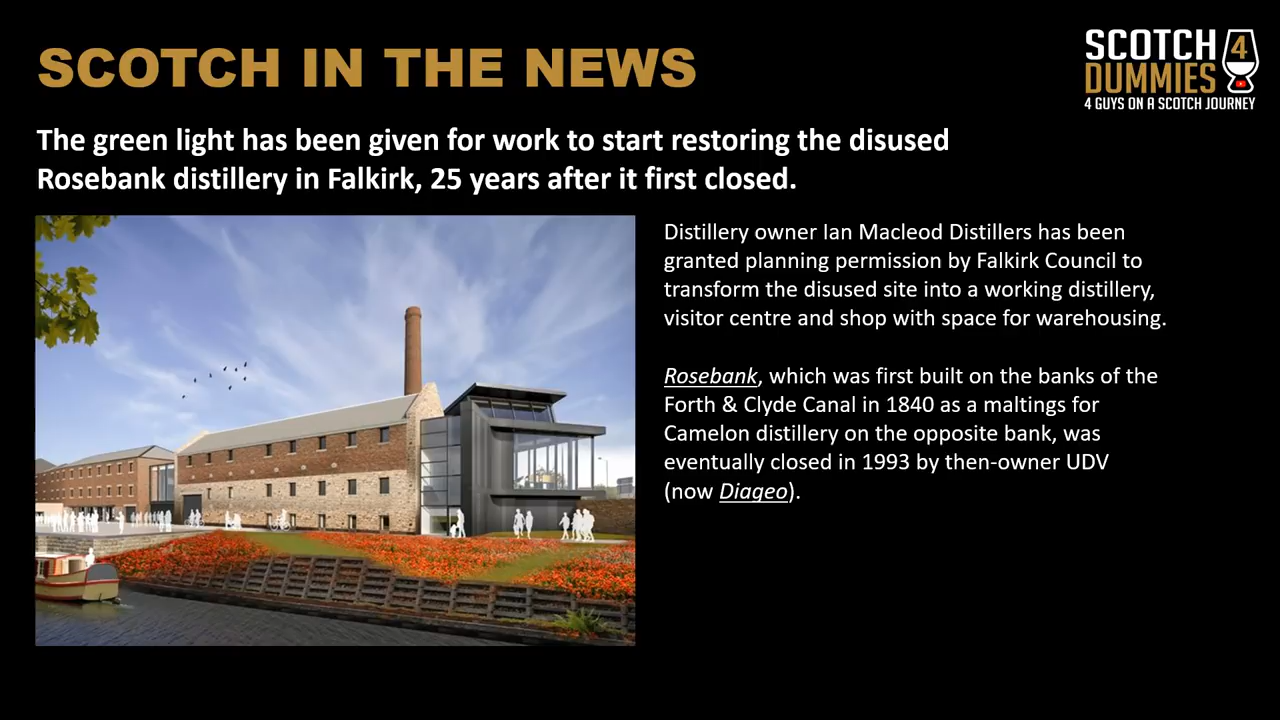 SCOTCH IN THE NEWS
SCOTCH 4
DUMMIES
4 GUYS ON A SCOTCH JOURNEY
The green light has been given for work to start restoring the disused
Rosebank distillery in Falkirk, 25 years after it first closed.
Distillery owner Ian Macleod Distillers has been
granted planning permission by Falkirk Council to
transform the disused site into a working distillery,
visitor centre and shop with space for warehousing.
Rosebank, which was first built on the banks of the
Forth & Clyde Canal in 1840 as a maltings for
Camelon distillery on the opposite bank, was
eventually closed in 1993 by then-owner UDV
(now Diageo).